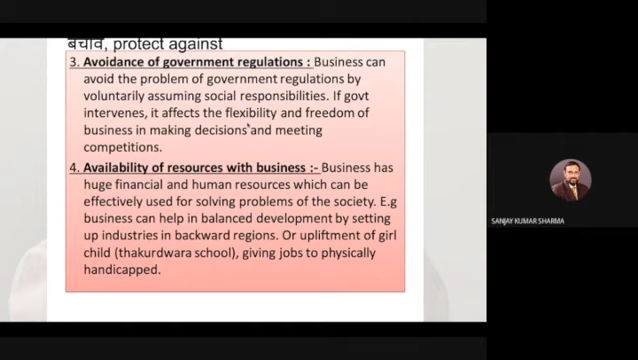 बचाव, protect against
3. Avoidance of government regulations : Business can
avoid the problem of government regulations by
voluntarily assuming social responsibilities. If govt
intervenes, it affects the flexibility and freedom of
business in making decisions and meeting
competitions.
4. Availability of resources with business :- Business has
huge financial and human resources which can be
effectively used for solving problems of the society. E.g
business can help in balanced development by setting
up industries in backward regions. Or upliftment of girl
child (thakurdwara school), giving jobs to physically
handicapped.
SANJAY KUMAR SHARMA